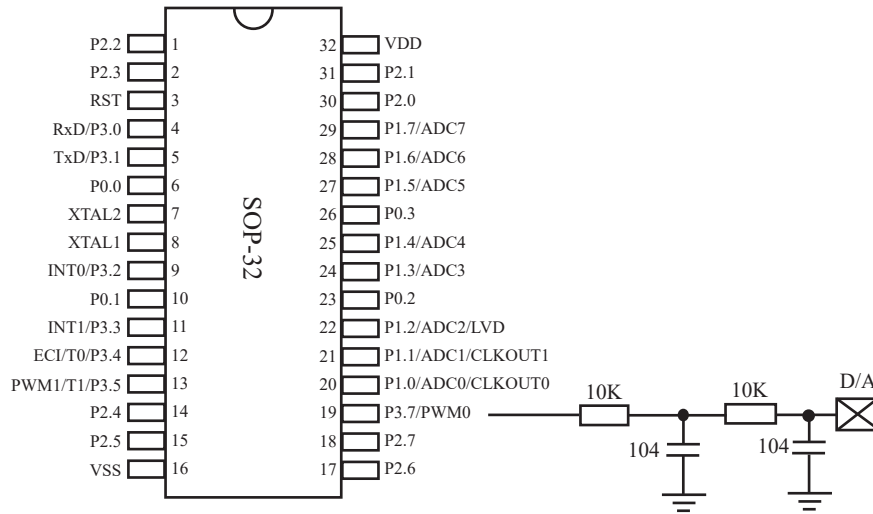 P2.2 1 32 VDD
P2.3 2 31 P2.1
RST 3 30 P2.0
RxD/P3.0 4 29 P1.7/ADC7
TxD/P3.1 5 28 P1.6/ADC6
P0.0 6 27 P1.5/ADC5
XTAL2 7 26 P0.3
XTAL1 8 25 P1.4/ADC4
INT0/P3.2 9 24 P1.3/ADC3
P0.1 10 23 P0.2
INT1/P3.3 11 22 P1.2/ADC2/LVD
ECI/T0/P3.4 12 21 P1.1/ADC1/CLKOUT1
PWM1/T1/P3.5 13 20 P1.0/ADC0/CLKOUT0
P2.4 14 19 P3.7/PWM0
P2.5 15 18 P2.7
VSS 16 17 P2.6
SOP-32
10K 10K D/A
104 104